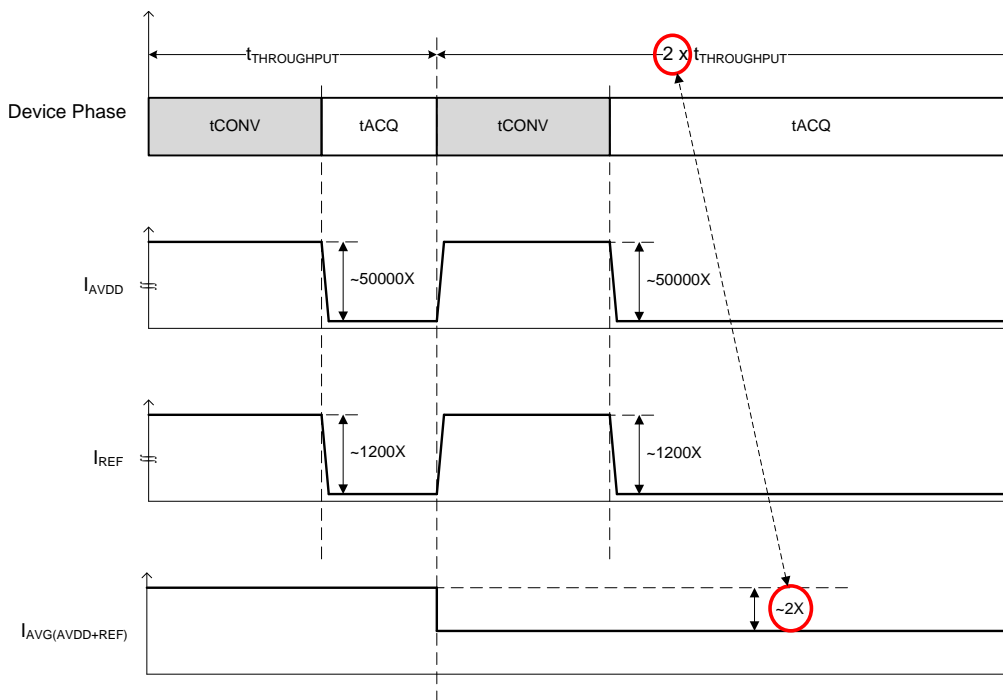 tTHROUGHPUT
2 x tTHROUGHPUT
Device Phase
tCONV
tACQ
tCONV
tACQ
IAVDD
~50000X
~50000X
IREF
~1200X
~1200X
IAVG(AVDD+REF)
~2X